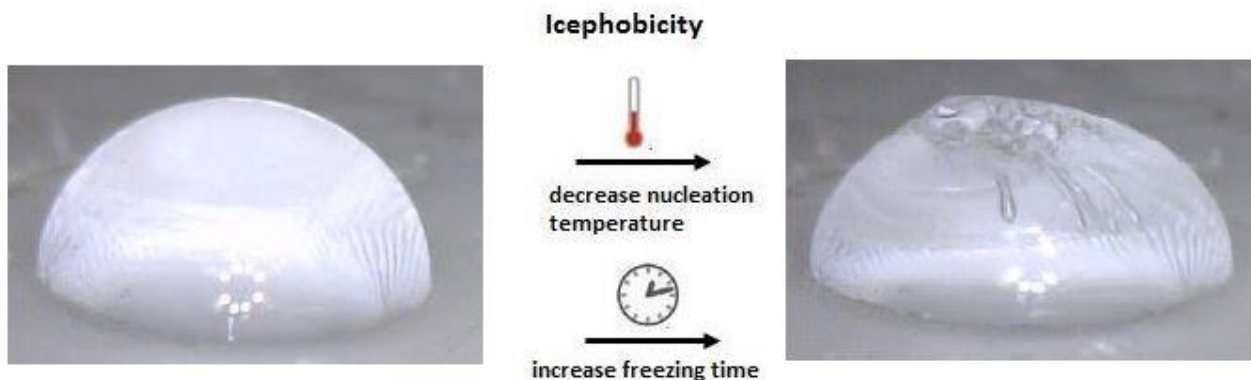 Icephobicity
decrease nucleation
temperature
increase freezing time